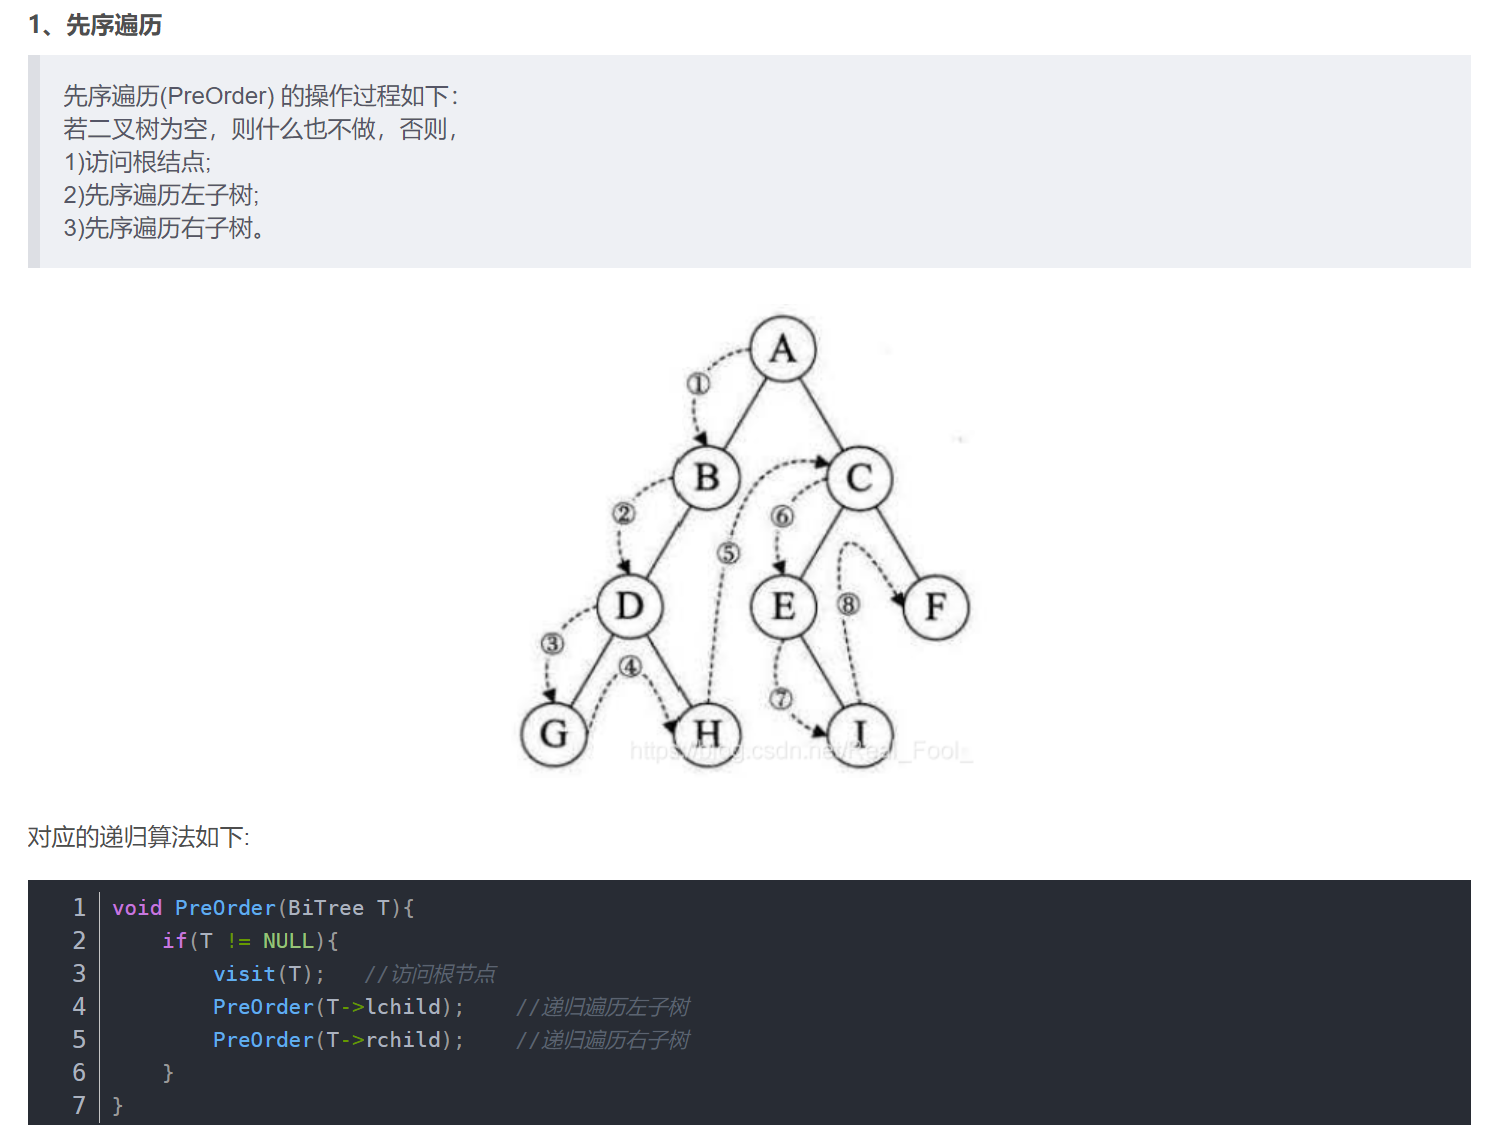 1、先序遍历
先序遍历(PreOrder) 的操作过程如下：
若二叉树为空，则什么也不做，否则，
1)访问根结点;
2)先序遍历左子树;
3)先序遍历右子树。
A
①
B
C
②
⑥
⑤
D
E
⑧
F
③
④
⑦
G
H
I
https://blog.csdn.net/Real_Fool_
对应的递归算法如下:
1 void PreOrder(BiTree T){
2 if(T != NULL){
3 visit(T); //访问根节点
4 PreOrder(T->lchild); //递归遍历左子树
5 PreOrder(T->rchild); //递归遍历右子树
6 }
7 }